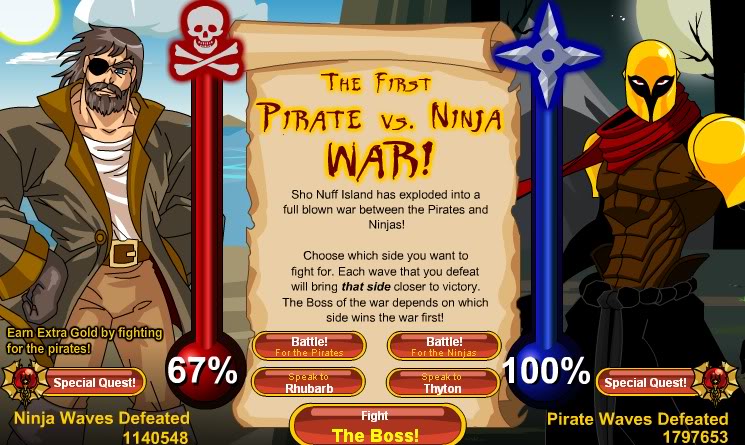 The First
Pirate vs. Ninja
WAR!
Sho Nuff Island has exploded into a
full blown war between the Pirates and
Ninjas!
Choose which side you want to
fight for. Each wave that you defeat
will bring that side closer to victory.
The Boss of the war depends on which
side wins the war first!
Earn Extra Gold by fighting
for the pirates!
67%
Battle!
For the Pirates
Battle!
For the Ninjas
100%
Special Quest!
Speak to
Rhubarb
Speak to
Thyton
Special Quest!
Ninja Waves Defeated
1140548
Fight
The Boss!
Pirate Waves Defeated
1797653